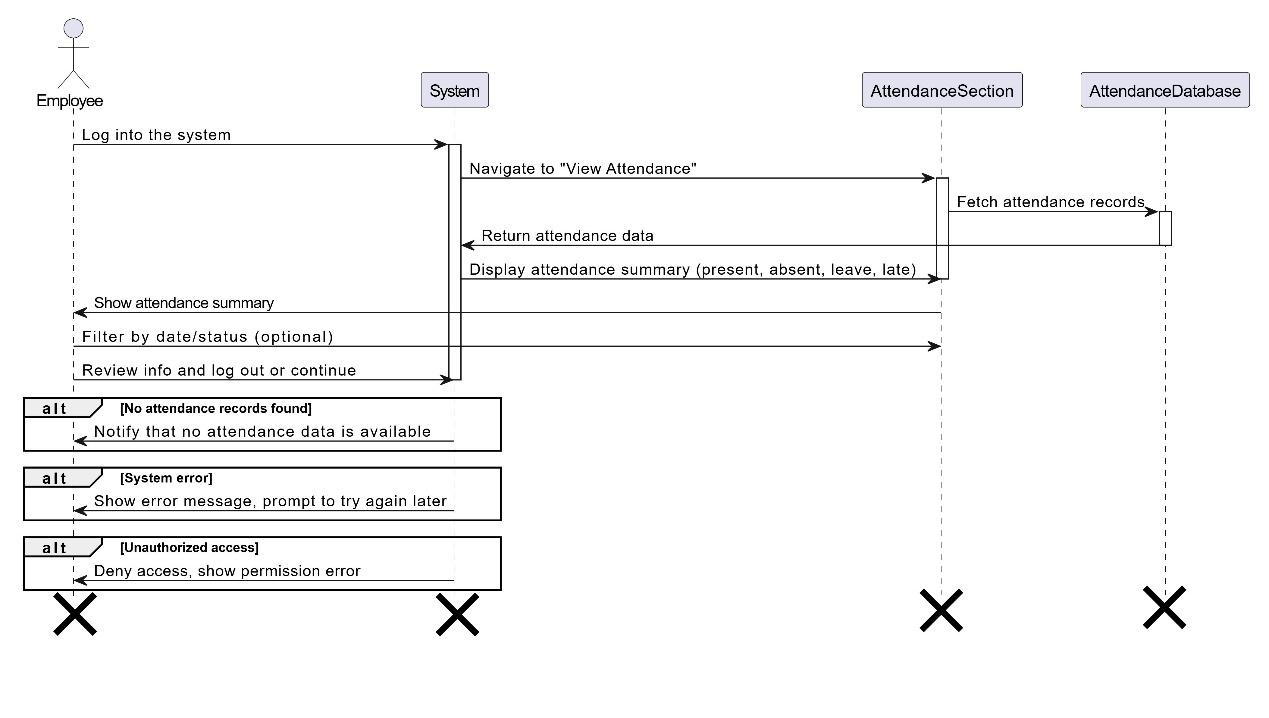 Employee
System
AttendanceSection
AttendanceDatabase
Log into the system
Navigate to "View Attendance"
Fetch attendance records
Return attendance data
Display attendance summary (present, absent, leave, late)
Show attendance summary
Filter by date/status (optional)
Review info and log out or continue
alt [No attendance records found]
Notify that no attendance data is available
alt [System error]
Show error message, prompt to try again later
alt [Unauthorized access]
Deny access, show permission error